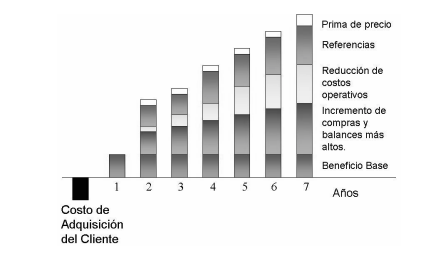 Prima de precio
Referencias
Reducción de
costos
operativos
Incremento de
compras y
balances más
altos.
Beneficio Base
1 2 3 4 5 6 7 Años
Costo de
Adquisición
del Cliente